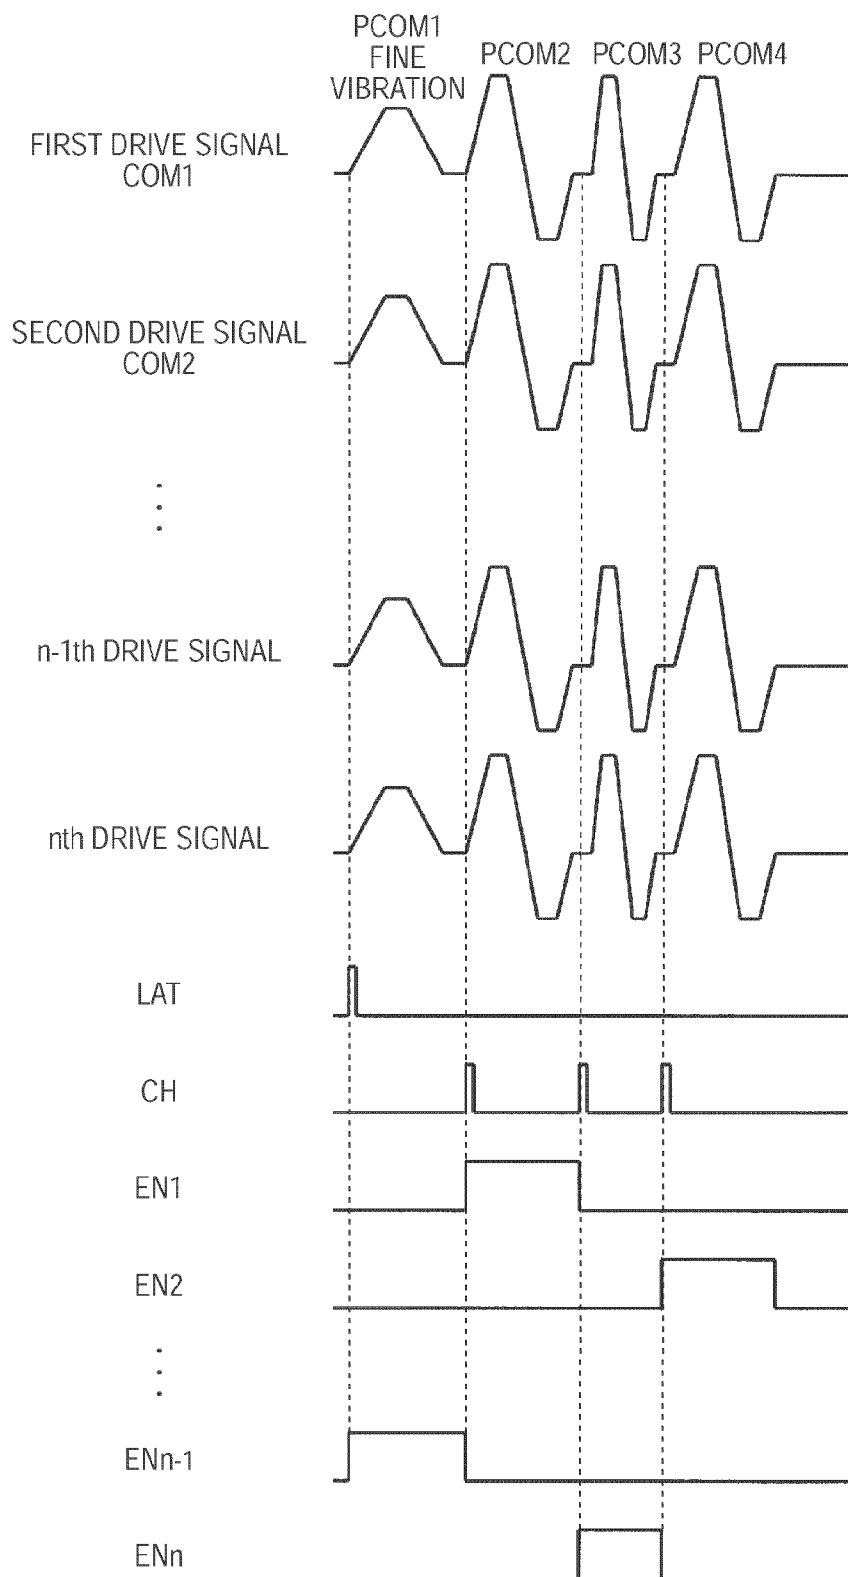 PCOM1
FINE
VIBRATION
PCOM2
PCOM3
PCOM4
FIRST DRIVE SIGNAL
COM1
SECOND DRIVE SIGNAL
COM2
n-1th DRIVE SIGNAL
nth DRIVE SIGNAL
LAT
CH
EN1
EN2
ENn-1
ENn